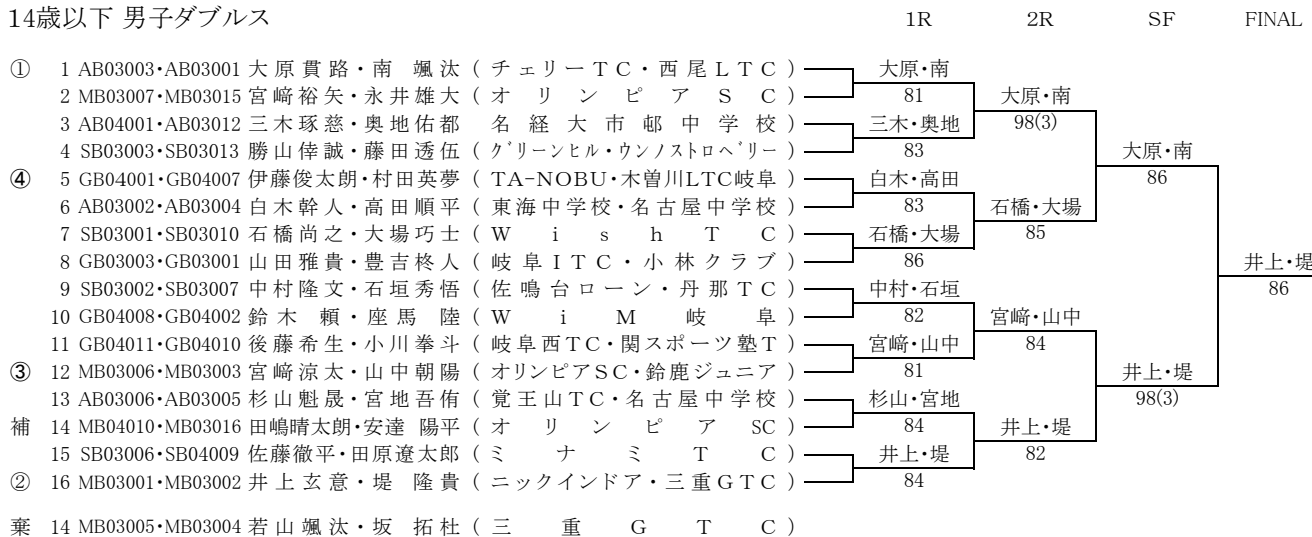 14歳以下 男子ダブルス 1R 2R SF FINAL
① 1 AB03003・AB03001 大原貫路・南 颯汰 (チェリーTC・西尾LTC) 大原・南
81 大原・南
2 MB03007・MB03015 宮﨑裕矢・永井雄大 (オリンピアSC)
3 AB04001・AB03012 三木琢慈・奥地佑都 名経大市邨中学校) 三木・奥地 98(3)
83 大原・南
4 SB03003・SB03013 勝山倖誠・藤田透伍 (グリーンヒル・ウンノストロベリー)
④ 5 GB04001・GB04007 伊藤俊太朗・村田英夢 (TA-NOBU・木曽川LTC岐阜) 白木・高田 86
83 石橋・大場
6 AB03002・AB03004 白木幹人・高田順平 (東海中学校・名古屋中学校)
7 SB03001・SB03010 石橋尚之・大場巧士 (WishTC) 石橋・大場 85
86 井上・堤
8 GB03003・GB03001 山田雅貴・豊吉柊人 (岐阜ITC・小林クラブ)
9 SB03002・SB03007 中村隆文・石垣秀悟 (佐鳴台ローン・丹那TC) 中村・石垣 86
82 宮﨑・山中
10 GB04008・GB04002 鈴木 頼・座馬 陸 (WiM岐阜)
11 GB04011・GB04010 後藤希生・小川拳斗 (岐阜西TC・関スポーツ塾T) 宮﨑・山中 84
81 井上・堤
③ 12 MB03006・MB03003 宮﨑涼太・山中朝陽 (オリンピアSC・鈴鹿ジュニア)
13 AB03006・AB03005 杉山魁晟・宮地吾侑 (覚王山TC・名古屋中学校) 杉山・宮地 98(3)
84 井上・堤
補 14 MB04010・MB03016 田嶋晴太朗・安達 陽平 (オリンピアSC)
15 SB03006・SB04009 佐藤徹平・田原遼太郎 (ミナミTC) 井上・堤 82
84
② 16 MB03001・MB03002 井上玄意・堤 隆貴 (ニックインドア・三重GTC)
棄 14 MB03005・MB03004 若山颯汰・坂 拓杜 (三重GTC)